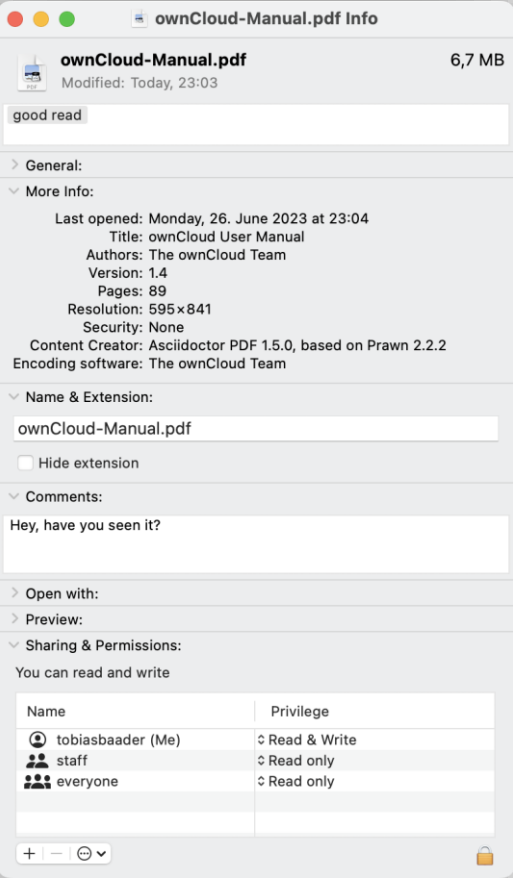 ownCloud-Manual.pdf Info
ownCloud-Manual.pdf 6,7 MB
Modified: Today, 23:03
PDF
good read
General:
More Info:
Last opened: Monday, 26. June 2023 at 23:04
Title: ownCloud User Manual
Authors: The ownCloud Team
Version: 1.4
Pages: 89
Resolution: 595×841
Security: None
Content Creator: Asciidoctor PDF 1.5.0, based on Prawn 2.2.2
Encoding software: The ownCloud Team
Name & Extension:
ownCloud-Manual.pdf
Hide extension
Comments:
Hey, have you seen it?
Open with:
Preview:
Sharing & Permissions:
You can read and write
Name Privilege
tobiasbaader (Me) Read & Write
staff Read only
everyone Read only